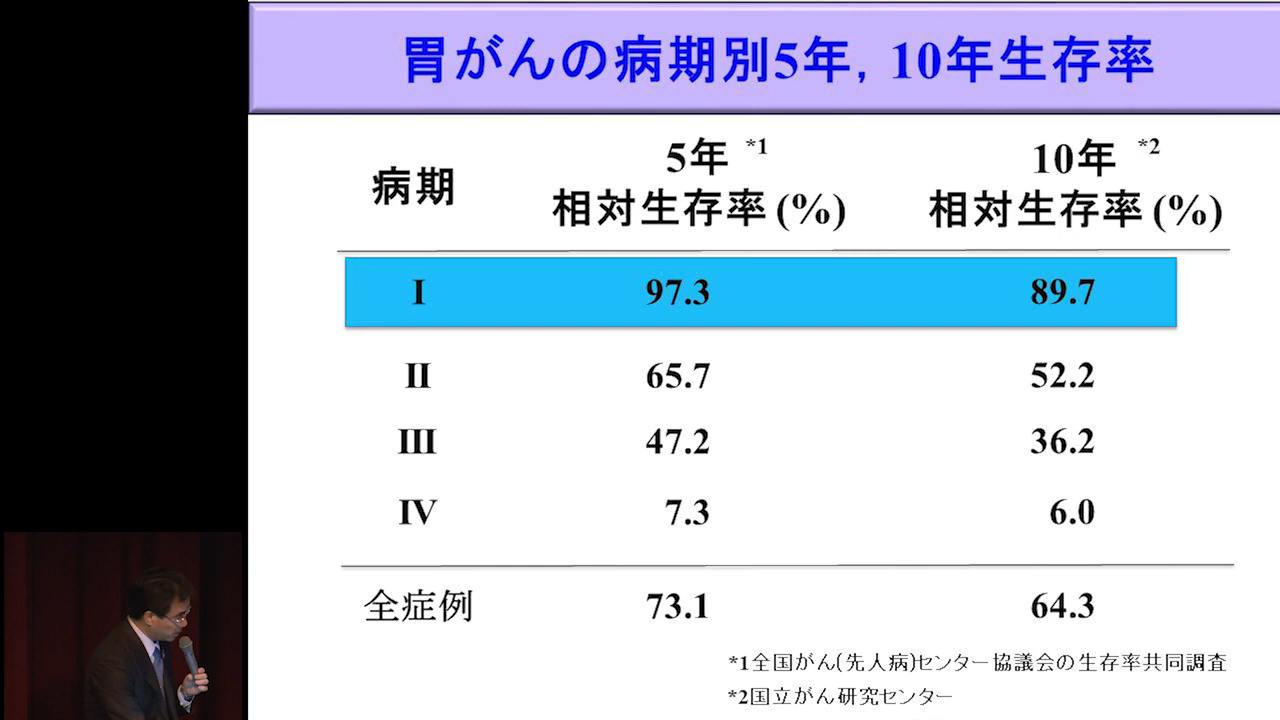 胃がんの病期別5年, 10年生存率
病期
5年 *1
相対生存率 (%)
10年 *2
相対生存率 (%)
I 97.3 89.7
II 65.7 52.2
III 47.2 36.2
IV 7.3 6.0
全症例 73.1 64.3
*1全国がん(先人病)センター協議会の生存率共同調査
*2国立がん研究センター